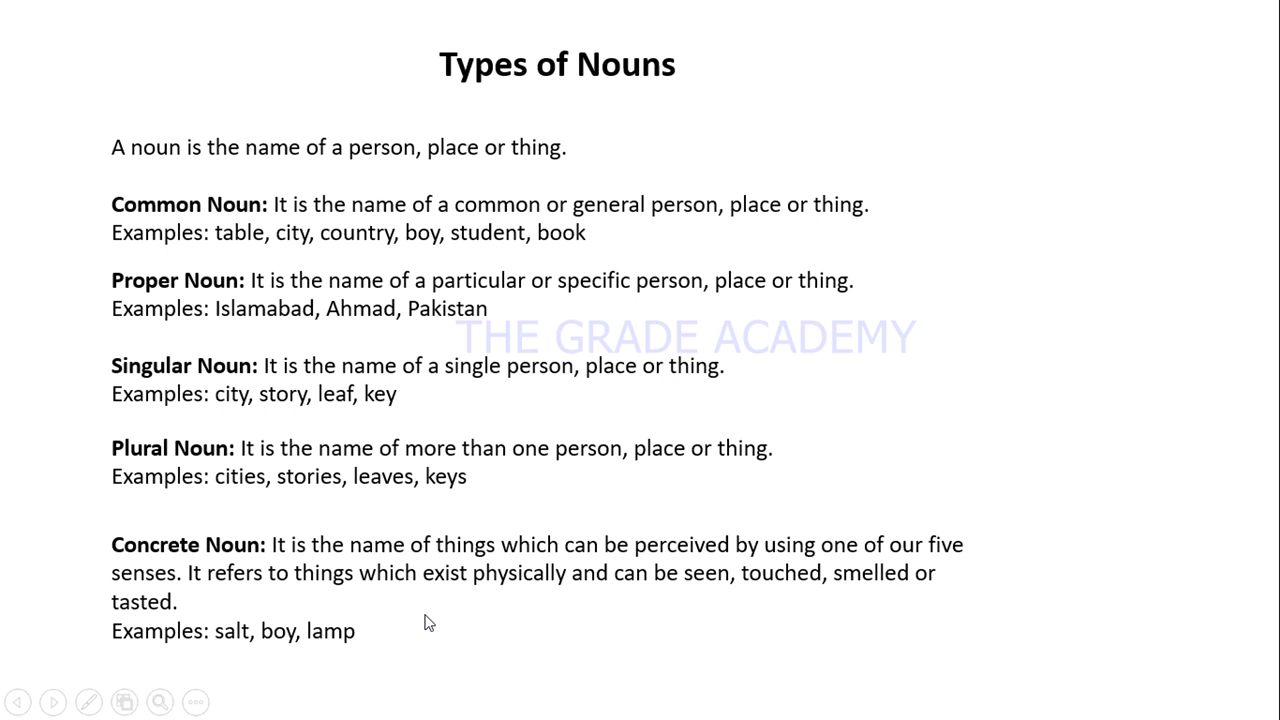 Types of Nouns
A noun is the name of a person, place or thing.
Common Noun: It is the name of a common or general person, place or thing.
Examples: table, city, country, boy, student, book
Proper Noun: It is the name of a particular or specific person, place or thing.
Examples: Islamabad, Ahmad, Pakistan
THE GRADE ACADEMY
Singular Noun: It is the name of a single person, place or thing.
Examples: city, story, leaf, key
Plural Noun: It is the name of more than one person, place or thing.
Examples: cities, stories, leaves, keys
Concrete Noun: It is the name of things which can be perceived by using one of our five
senses. It refers to things which exist physically and can be seen, touched, smelled or
tasted.
Examples: salt, boy, lamp